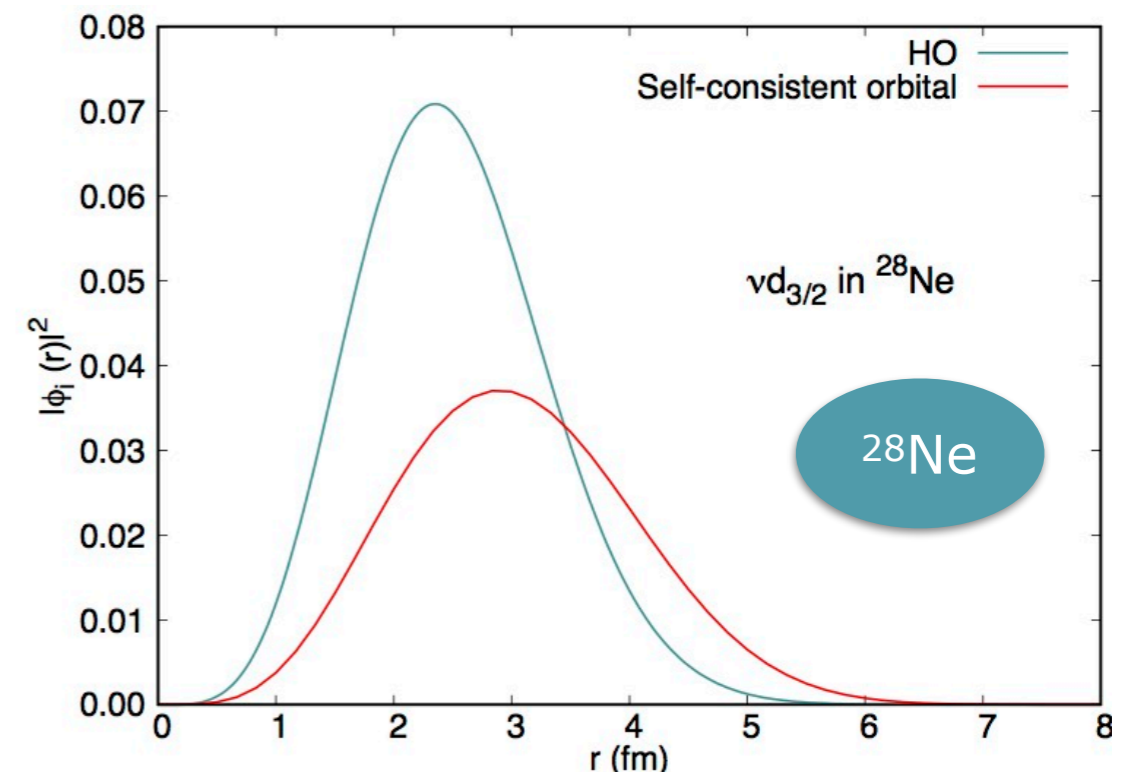 0.08
0.07
0.06
0.05
0.04
0.03
0.02
0.01
0.00
|ϕᵢ (r)|²
HO
Self-consistent orbital
νd₃/₂ in ²⁸Ne
²⁸Ne
0 1 2 3 4 5 6 7 8
r (fm)